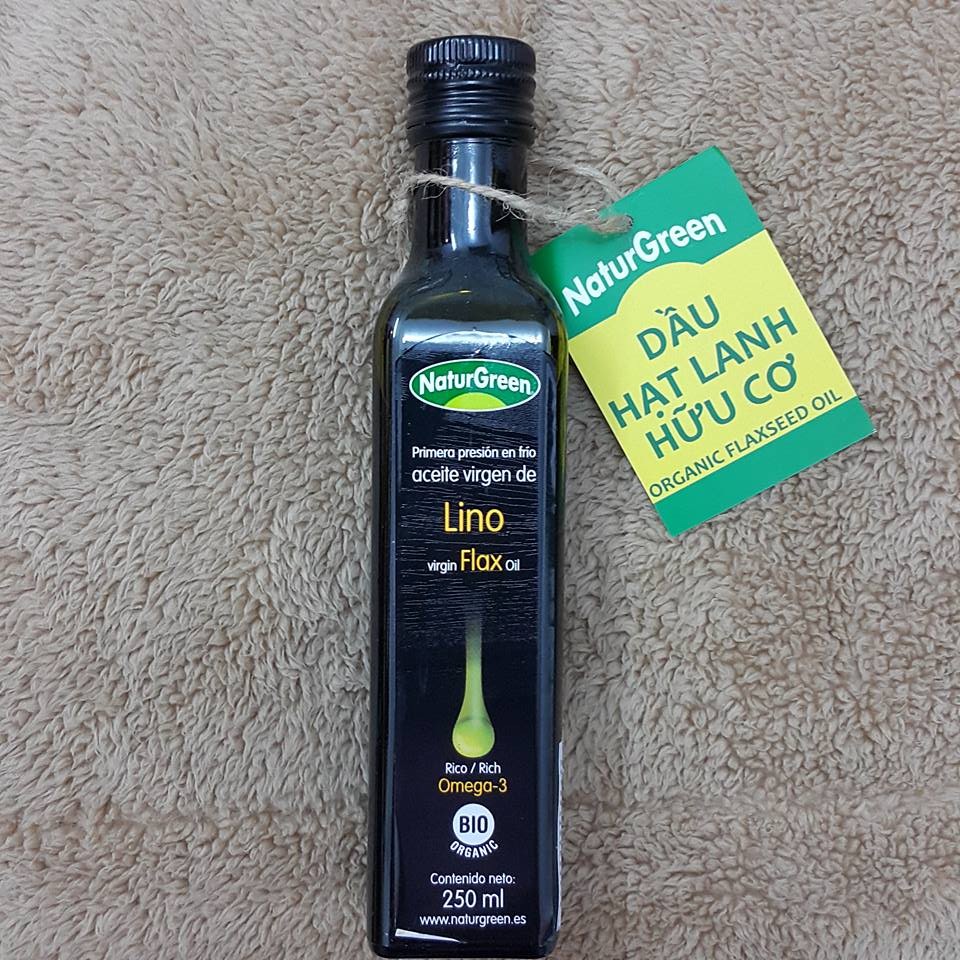 NaturGreen
Primera presión en frío
aceite virgen de
Lino
virgin Flax Oil
Rico / Rich
Omega-3
BIO
ORGANIC
Contenido neto:
250 ml
www.naturgreen.es
NaturGreen
DẦU
HẠT LANH
HỮU CƠ
ORGANIC FLAXSEED OIL